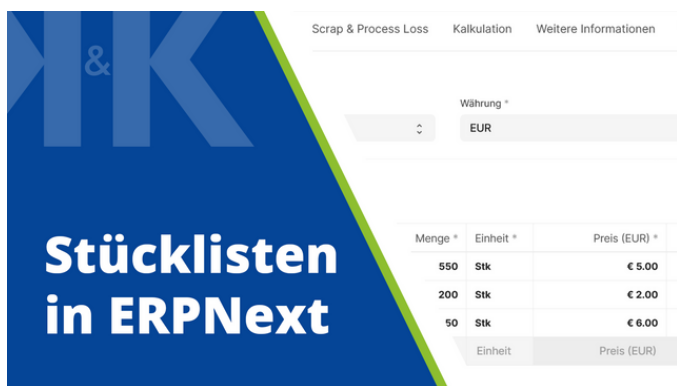 K&K
Scrap & Process Loss Kalkulation Weitere Informationen
Währung *
EUR
Stücklisten
in ERPNext
Menge * Einheit * Preis (EUR) *
550 Stk € 5.00
200 Stk € 2.00
50 Stk € 6.00
Einheit Preis (EUR)